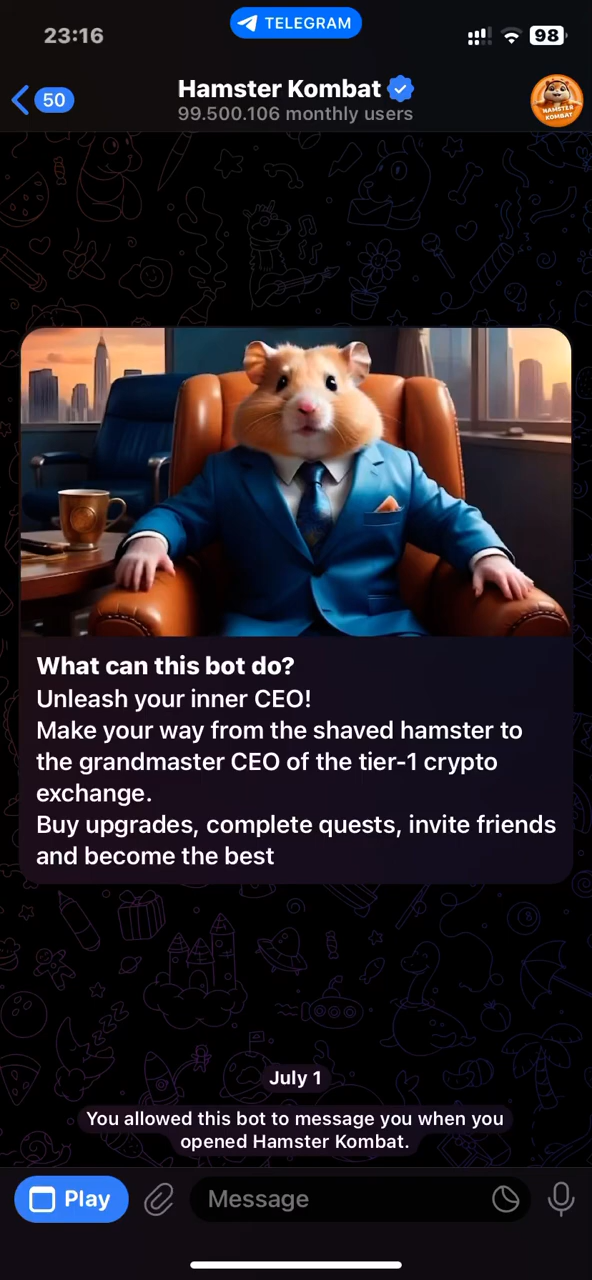 23:16
TELEGRAM
98
50
Hamster Kombat
99.500.106 monthly users
HAMSTER
KOMBAT
What can this bot do?
Unleash your inner CEO!
Make your way from the shaved hamster to
the grandmaster CEO of the tier-1 crypto
exchange.
Buy upgrades, complete quests, invite friends
and become the best
July 1
You allowed this bot to message you when you
opened Hamster Kombat.
Play
Message